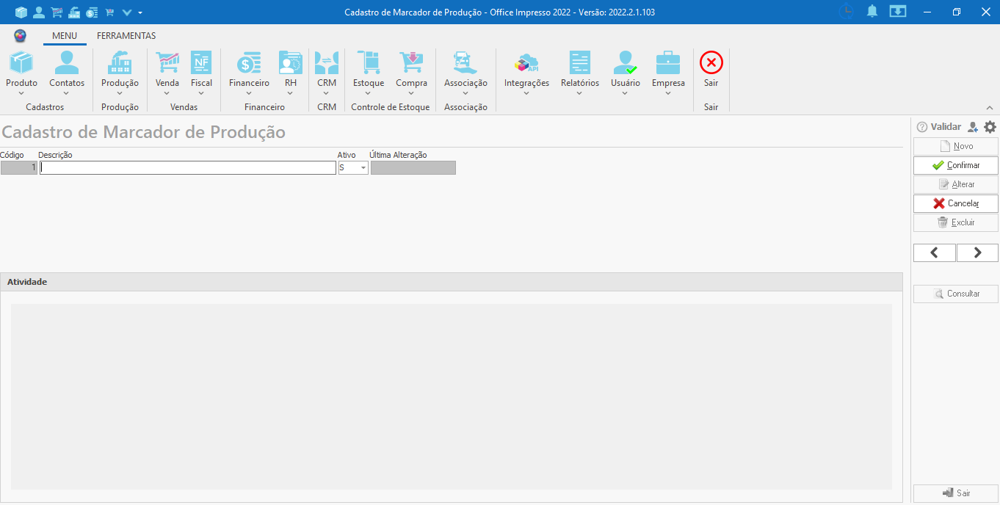 Cadastro de Marcador de Produção - Office Impresso 2022 - Versão: 2022.2.1.103
MENU FERRAMENTAS
NF API
Produto Contatos Produção Venda Fiscal Financeiro RH CRM Estoque Compra Associação Integrações Relatórios Usuário Empresa Sair
Cadastros Produção Vendas Financeiro CRM Controle de Estoque Associação Sair
Cadastro de Marcador de Produção
Código Descrição Ativo Última Alteração
1 S
Atividade
Validar
Novo
Confirmar
Alterar
Cancelar
Excluir
Consultar
Sair